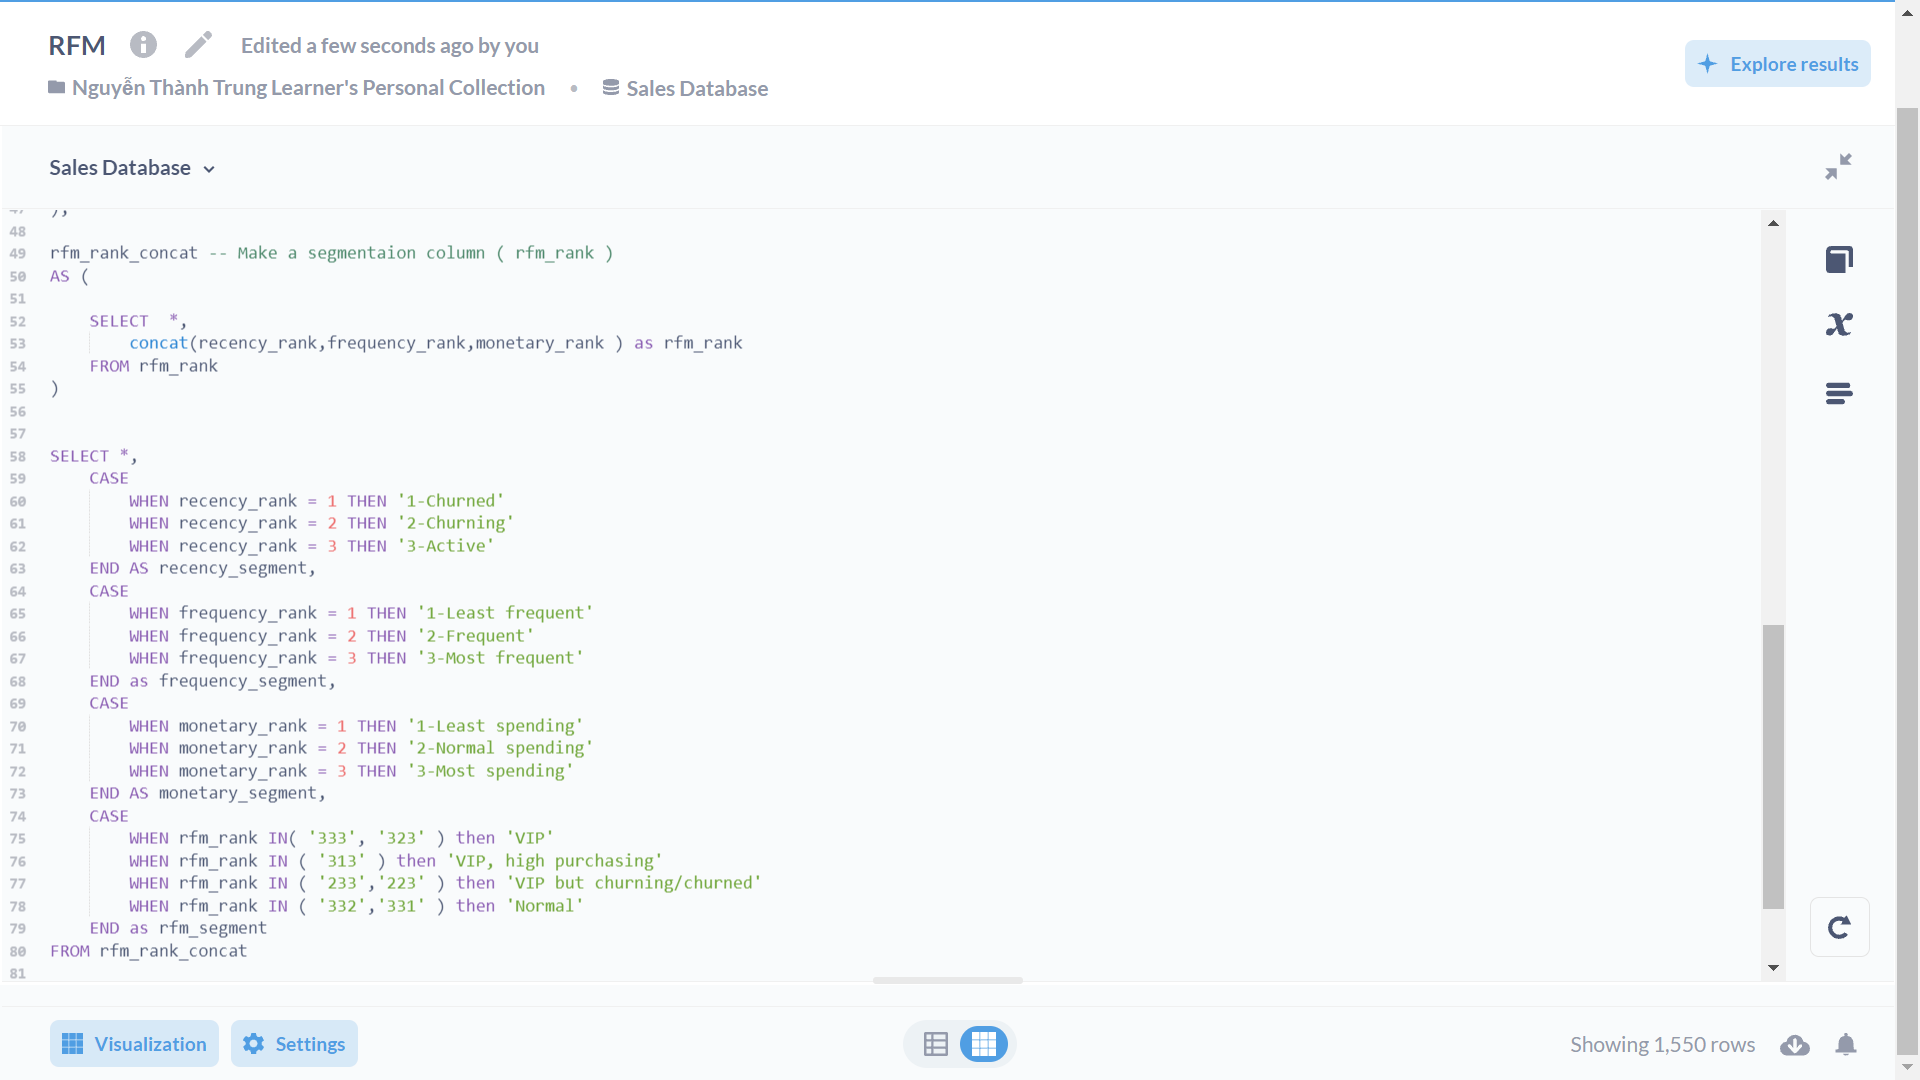 RFM Edited a few seconds ago by you
Nguyễn Thành Trung Learner's Personal Collection • Sales Database
Explore results
Sales Database
47 ),
48
49 rfm_rank_concat -- Make a segmentaion column ( rfm_rank )
50 AS (
51
52 SELECT  *,
53 concat(recency_rank,frequency_rank,monetary_rank ) as rfm_rank
54 FROM rfm_rank
55 )
56
57
58 SELECT *,
59 CASE
60 WHEN recency_rank = 1 THEN '1-Churned'
61 WHEN recency_rank = 2 THEN '2-Churning'
62 WHEN recency_rank = 3 THEN '3-Active'
63 END AS recency_segment,
64 CASE
65 WHEN frequency_rank = 1 THEN '1-Least frequent'
66 WHEN frequency_rank = 2 THEN '2-Frequent'
67 WHEN frequency_rank = 3 THEN '3-Most frequent'
68 END as frequency_segment,
69 CASE
70 WHEN monetary_rank = 1 THEN '1-Least spending'
71 WHEN monetary_rank = 2 THEN '2-Normal spending'
72 WHEN monetary_rank = 3 THEN '3-Most spending'
73 END AS monetary_segment,
74 CASE
75 WHEN rfm_rank IN( '333', '323' ) then 'VIP'
76 WHEN rfm_rank IN ( '313' ) then 'VIP, high purchasing'
77 WHEN rfm_rank IN ( '233','223' ) then 'VIP but churning/churned'
78 WHEN rfm_rank IN ( '332','331' ) then 'Normal'
79 END as rfm_segment
80 FROM rfm_rank_concat
81
Visualization Settings Showing 1,550 rows